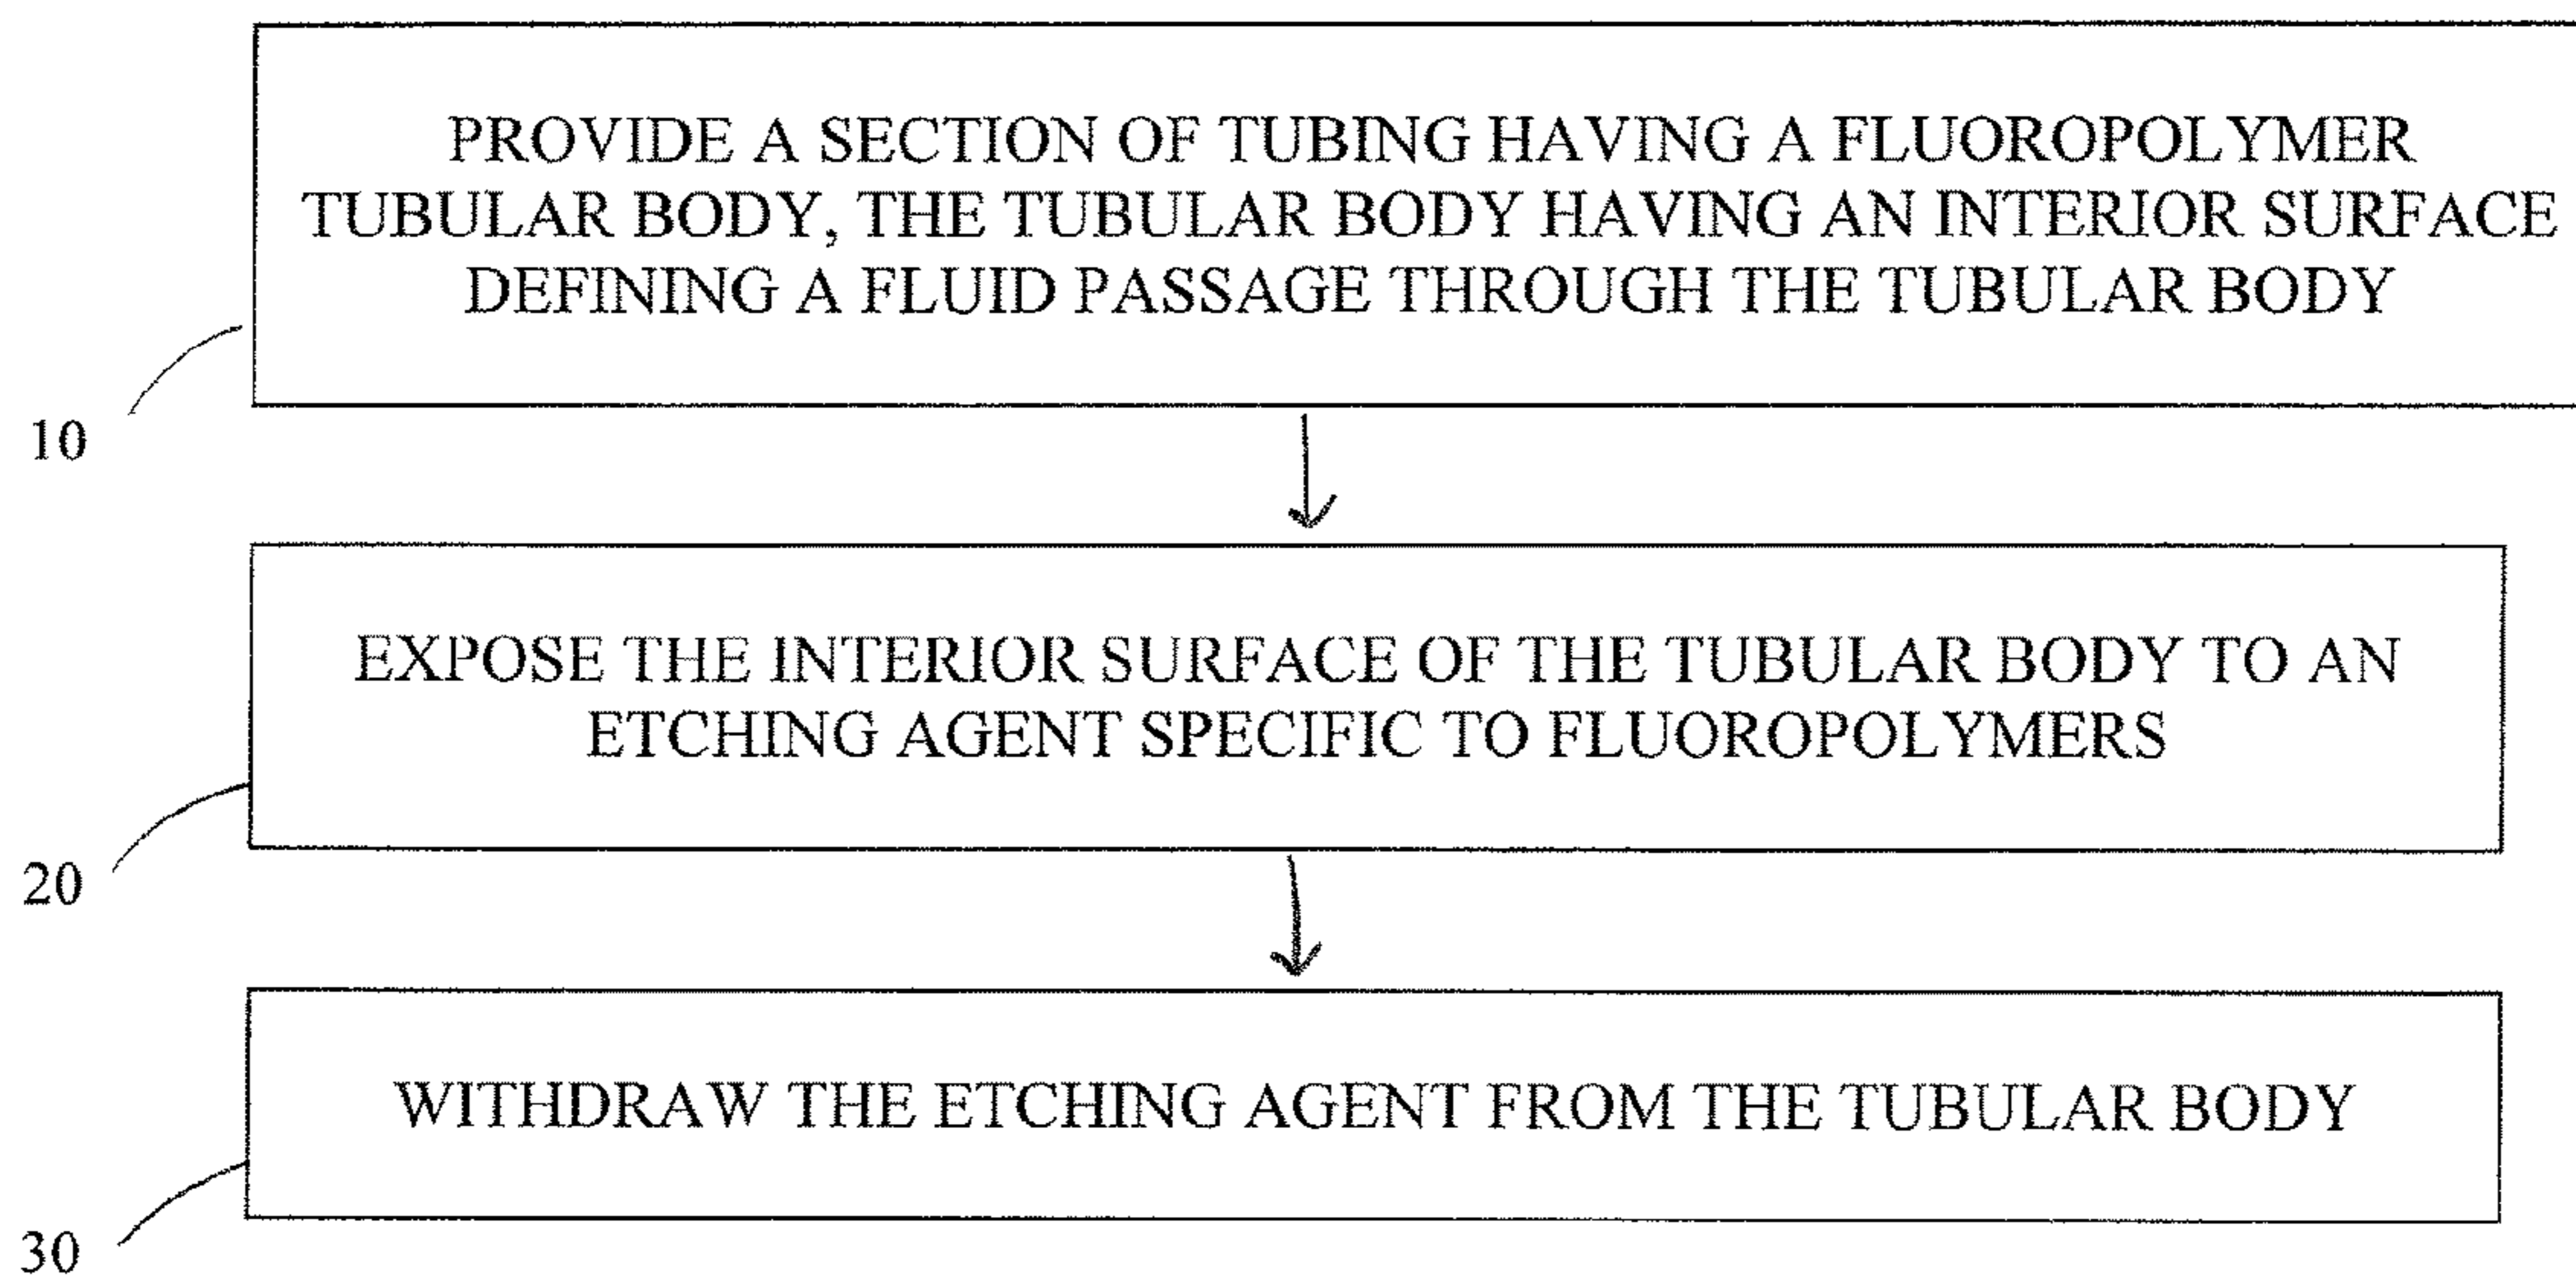 PROVIDE A SECTION OF TUBING HAVING A FLUOROPOLYMER
TUBULAR BODY, THE TUBULAR BODY HAVING AN INTERIOR SURFACE
DEFINING A FLUID PASSAGE THROUGH THE TUBULAR BODY
10
EXPOSE THE INTERIOR SURFACE OF THE TUBULAR BODY TO AN
ETCHING AGENT SPECIFIC TO FLUOROPOLYMERS
20
WITHDRAW THE ETCHING AGENT FROM THE TUBULAR BODY
30